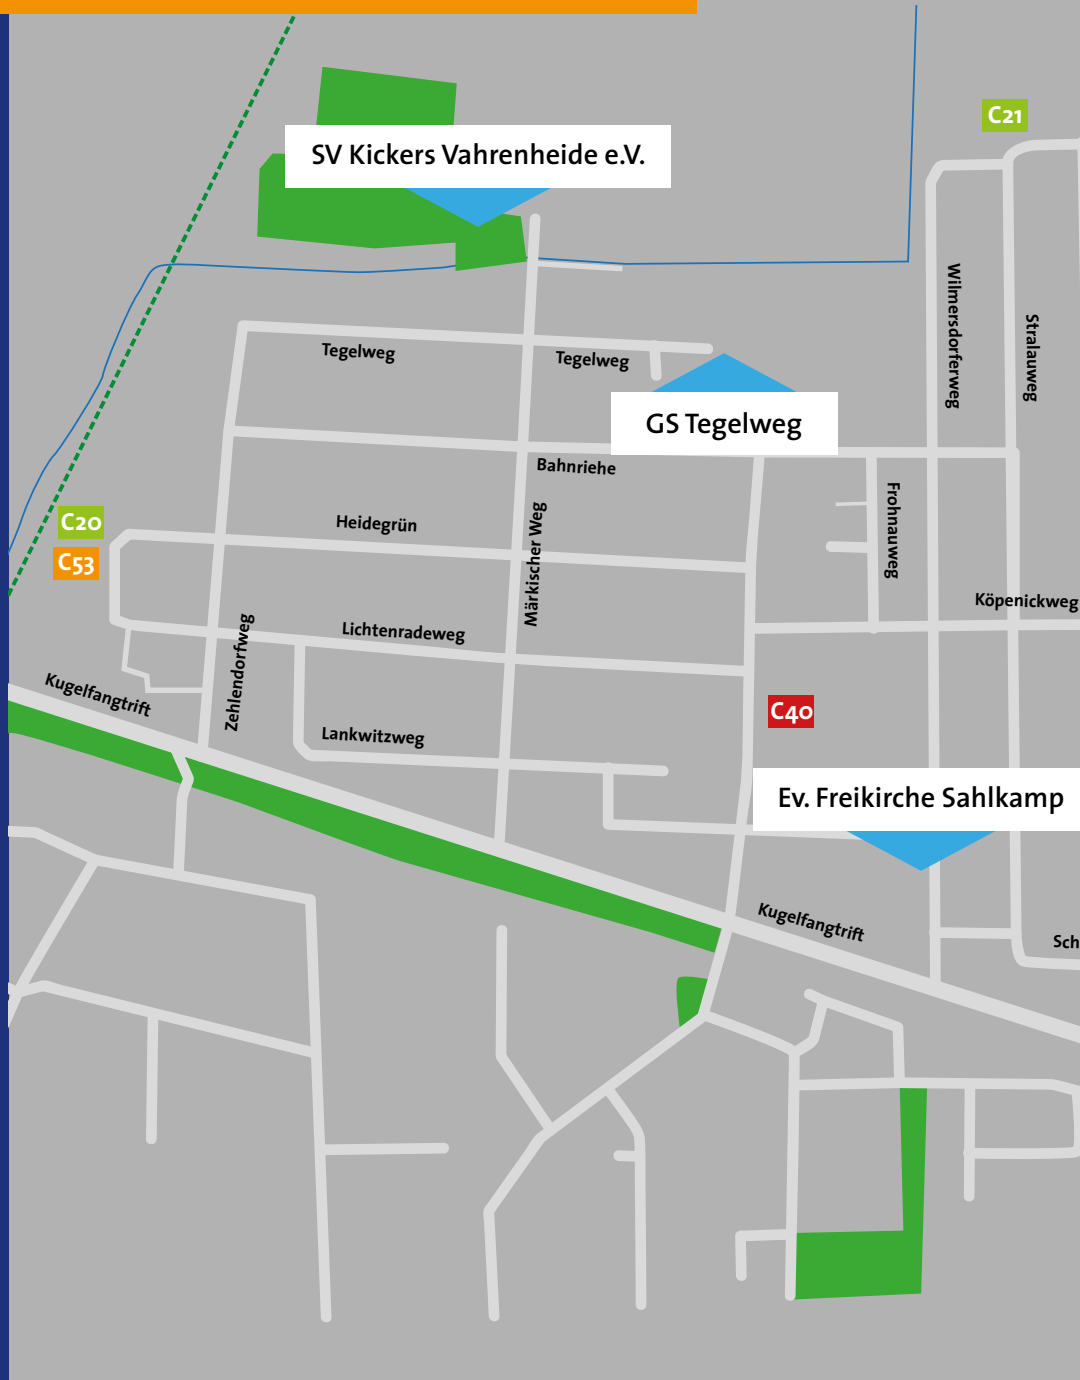 C21
SV Kickers Vahrenheide e.V.
Wilmersdorferweg
Stralauweg
Tegelweg
Tegelweg
GS Tegelweg
Bahnriehe
Frohnauweg
C20
Heidegrün
Märkischer Weg
C53
Köpenickweg
Lichtenradeweg
Zehlendorfweg
Kugelfangtrift
C40
Lankwitzweg
Ev. Freikirche Sahlkamp
Kugelfangtrift
Sch